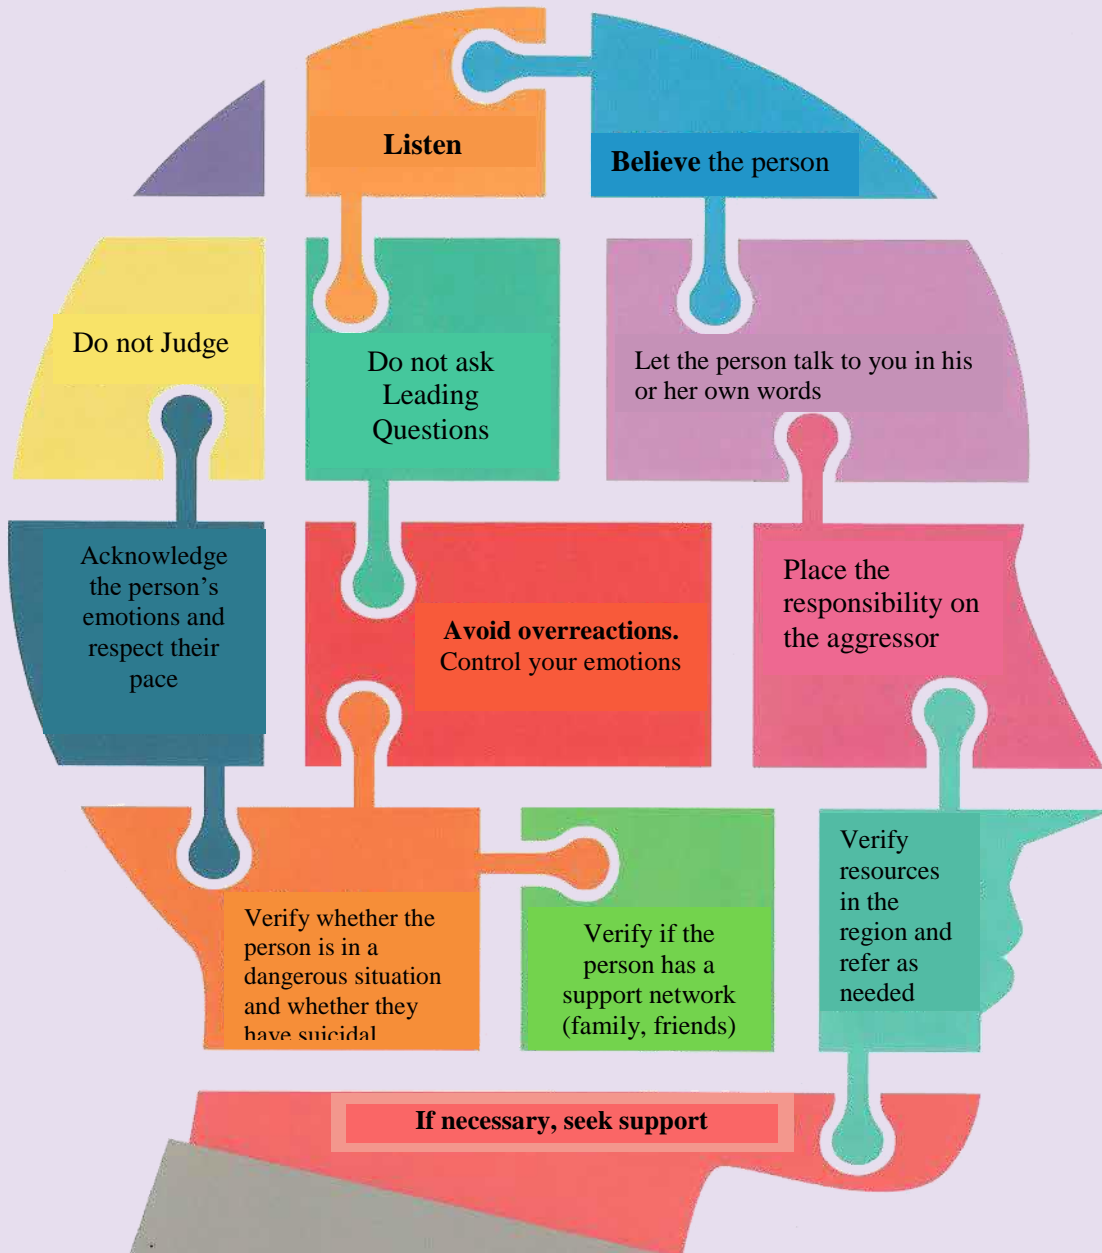 Listen
Believe the person
Do not Judge
Do not ask
Leading
Questions
Let the person talk to you in his
or her own words
Acknowledge
the person’s
emotions and
respect their
pace
Avoid overreactions.
Control your emotions
Place the
responsibility on
the aggressor
Verify whether the
person is in a
dangerous situation
and whether they
have suicidal
Verify if the
person has a
support network
(family, friends)
Verify
resources
in the
region and
refer as
needed
If necessary, seek support